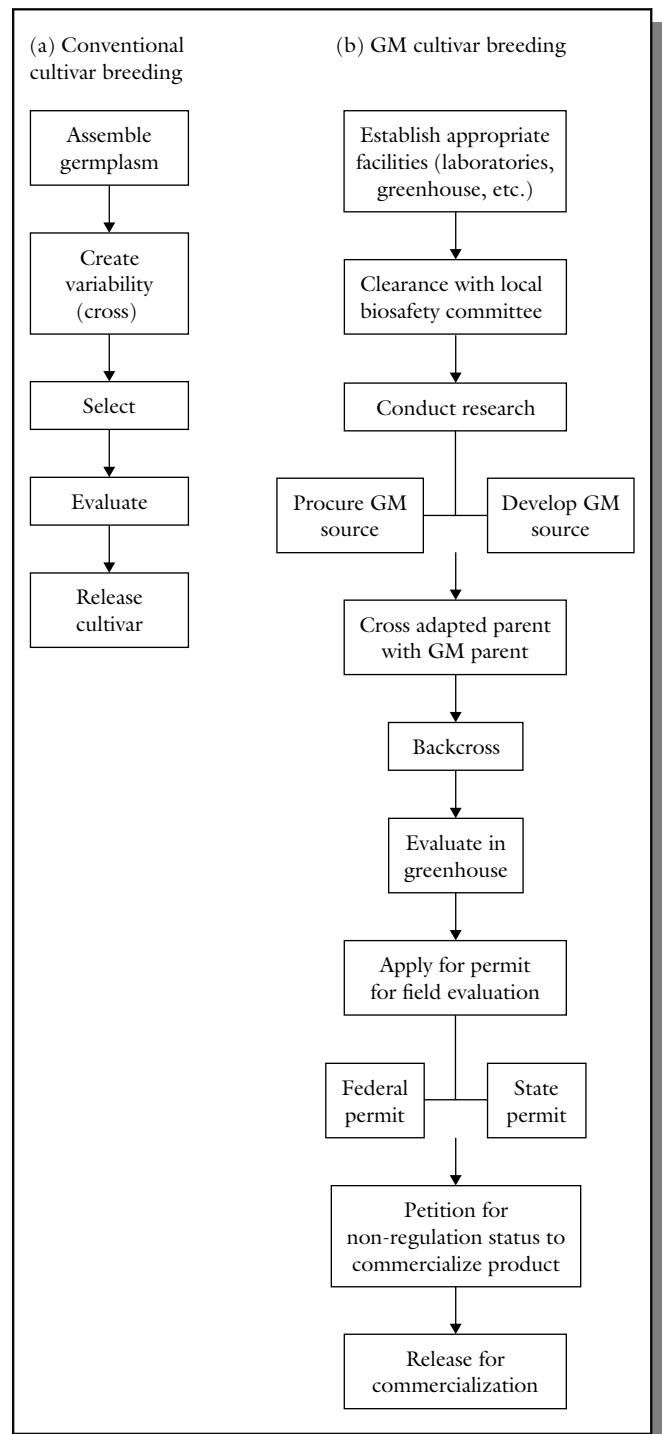 (a) Conventional
cultivar breeding
Assemble
germplasm
Create
variability
(cross)
Select
Evaluate
Release
cultivar
(b) GM cultivar breeding
Establish appropriate
facilities (laboratories,
greenhouse, etc.)
Clearance with local
biosafety committee
Conduct research
Procure GM
source
Develop GM
source
Cross adapted parent
with GM parent
Backcross
Evaluate in
greenhouse
Apply for permit
for field evaluation
Federal
permit
State
permit
Petition for
non-regulation status to
commercialize product
Release for
commercialization